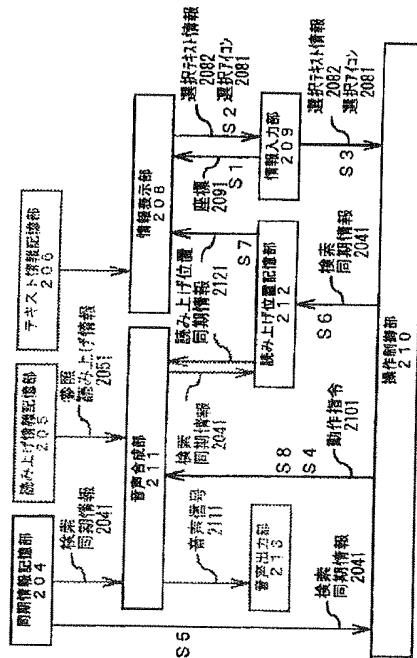 同期情報記憶部
204
読み上げ情報記憶部
205
テキスト情報記憶部
206
検索
同期情報
2041
参照
読み上げ情報
2051
音声合成部
211
情報表示部
208
検索
同期情報
2041
読み上げ位置
同期情報
2121
S7
座標
2091
S1
S2
選択テキスト情報
2082
選択アイコン
2081
音声信号
2111
音声出力部
213
読み上げ位置記憶部
212
情報入力部
209
S5
検索
同期情報
2041
S8
S4
動作指令
2101
S6
検索
同期情報
2041
S3
選択テキスト情報
2082
選択アイコン
2081
操作制御部
210